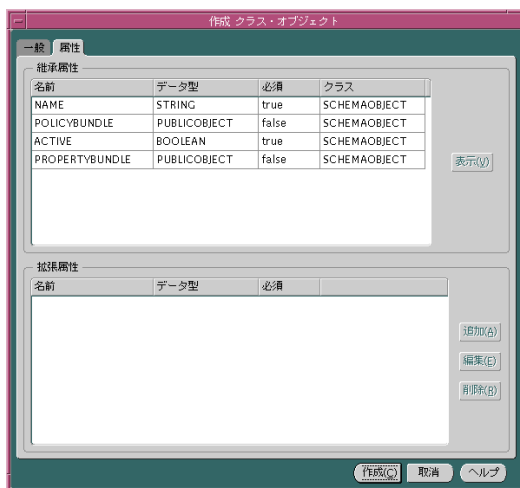 作成 クラス・オブジェクト
一般 属性
継承属性
名前 データ型 必須 クラス
NAME STRING true SCHEMAOBJECT
POLICYBUNDLE PUBLICOBJECT false SCHEMAOBJECT
ACTIVE BOOLEAN true SCHEMAOBJECT
PROPERTYBUNDLE PUBLICOBJECT false SCHEMAOBJECT
表示(V)
拡張属性
名前 データ型 必須
追加(A)
編集(E)
削除(R)
作成(C) 取消 ヘルプ